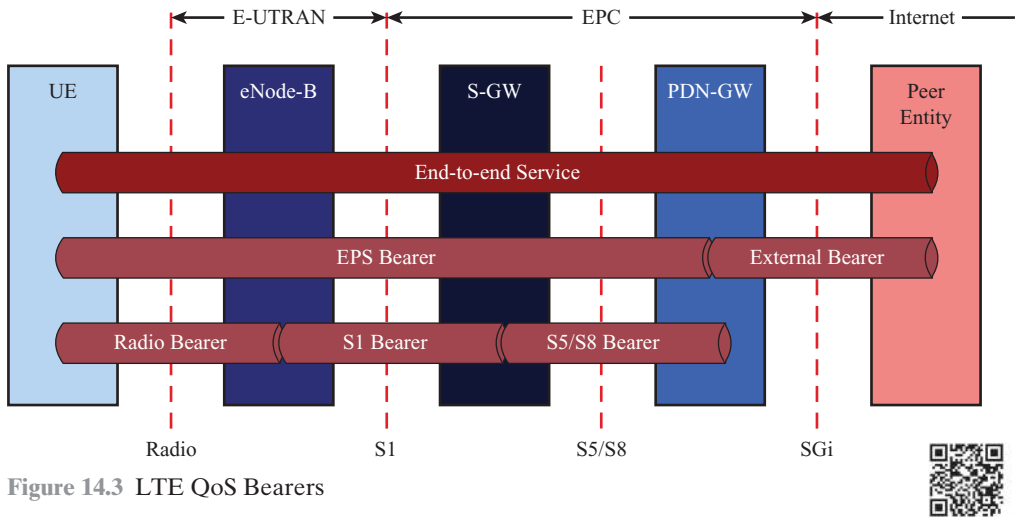 E-UTRAN EPC Internet
UE eNode-B S-GW PDN-GW Peer
Entity
End-to-end Service
EPS Bearer External Bearer
Radio Bearer S1 Bearer S5/S8 Bearer
Radio S1 S5/S8 SGi
Figure 14.3 LTE QoS Bearers